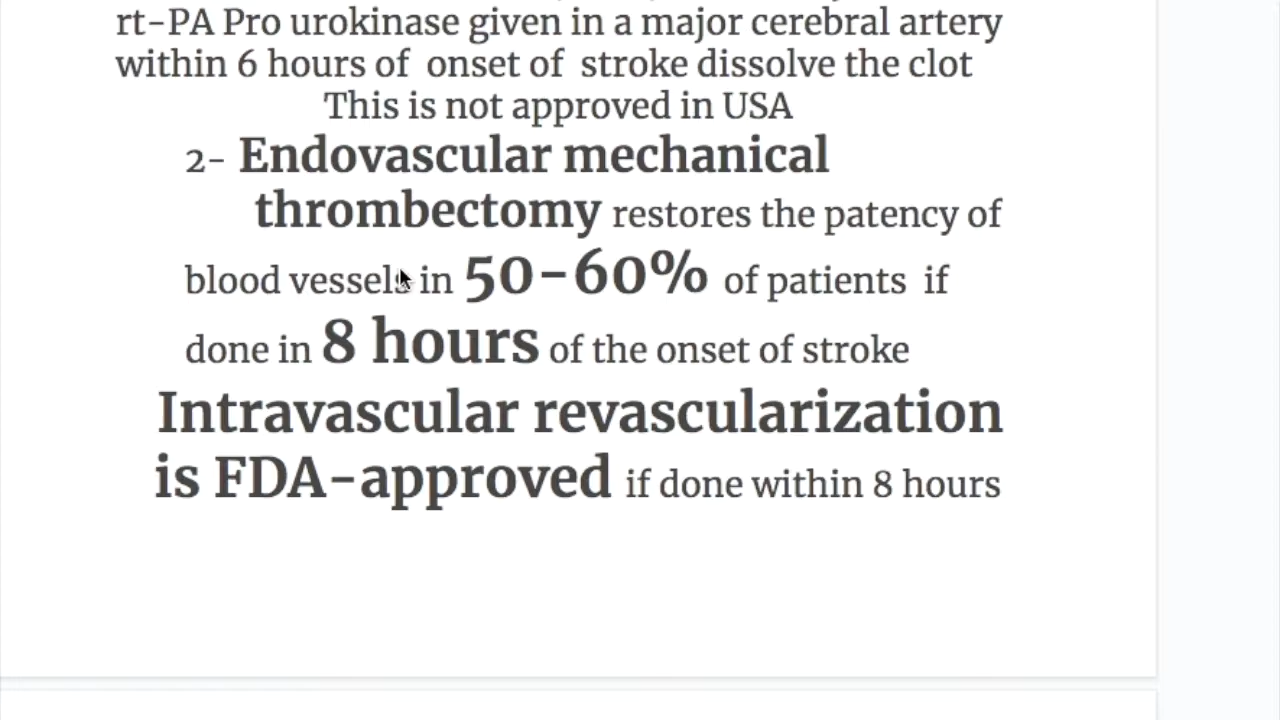 rt-PA Pro urokinase given in a major cerebral artery
within 6 hours of onset of stroke dissolve the clot
This is not approved in USA
2- Endovascular mechanical
thrombectomy restores the patency of
blood vessels in 50-60% of patients if
done in 8 hours of the onset of stroke
Intravascular revascularization
is FDA-approved if done within 8 hours